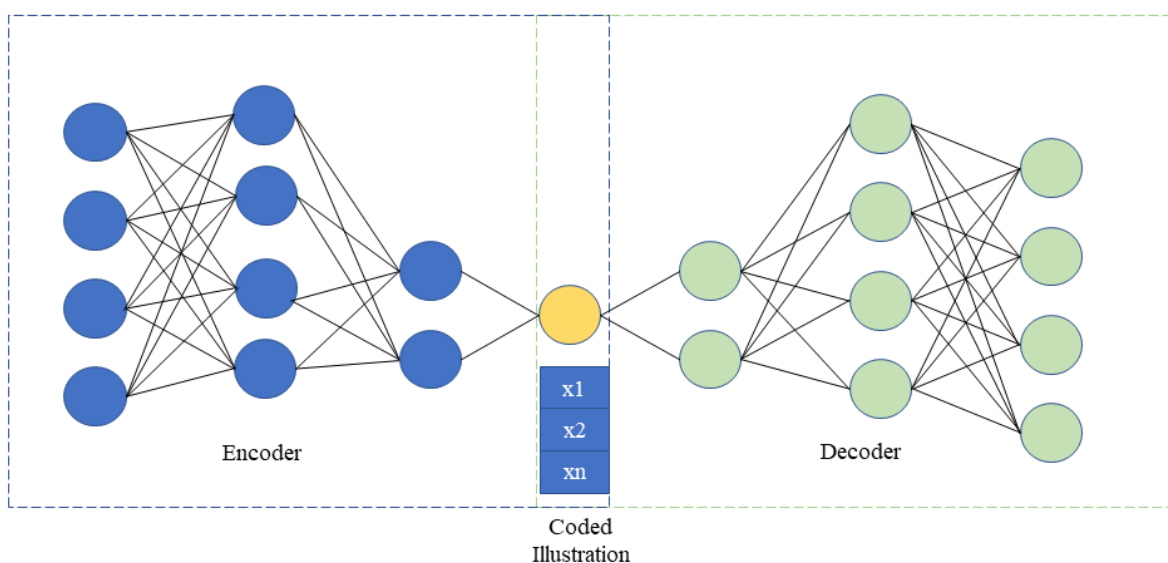 x1
x2
xn
Encoder
Decoder
Coded
Illustration